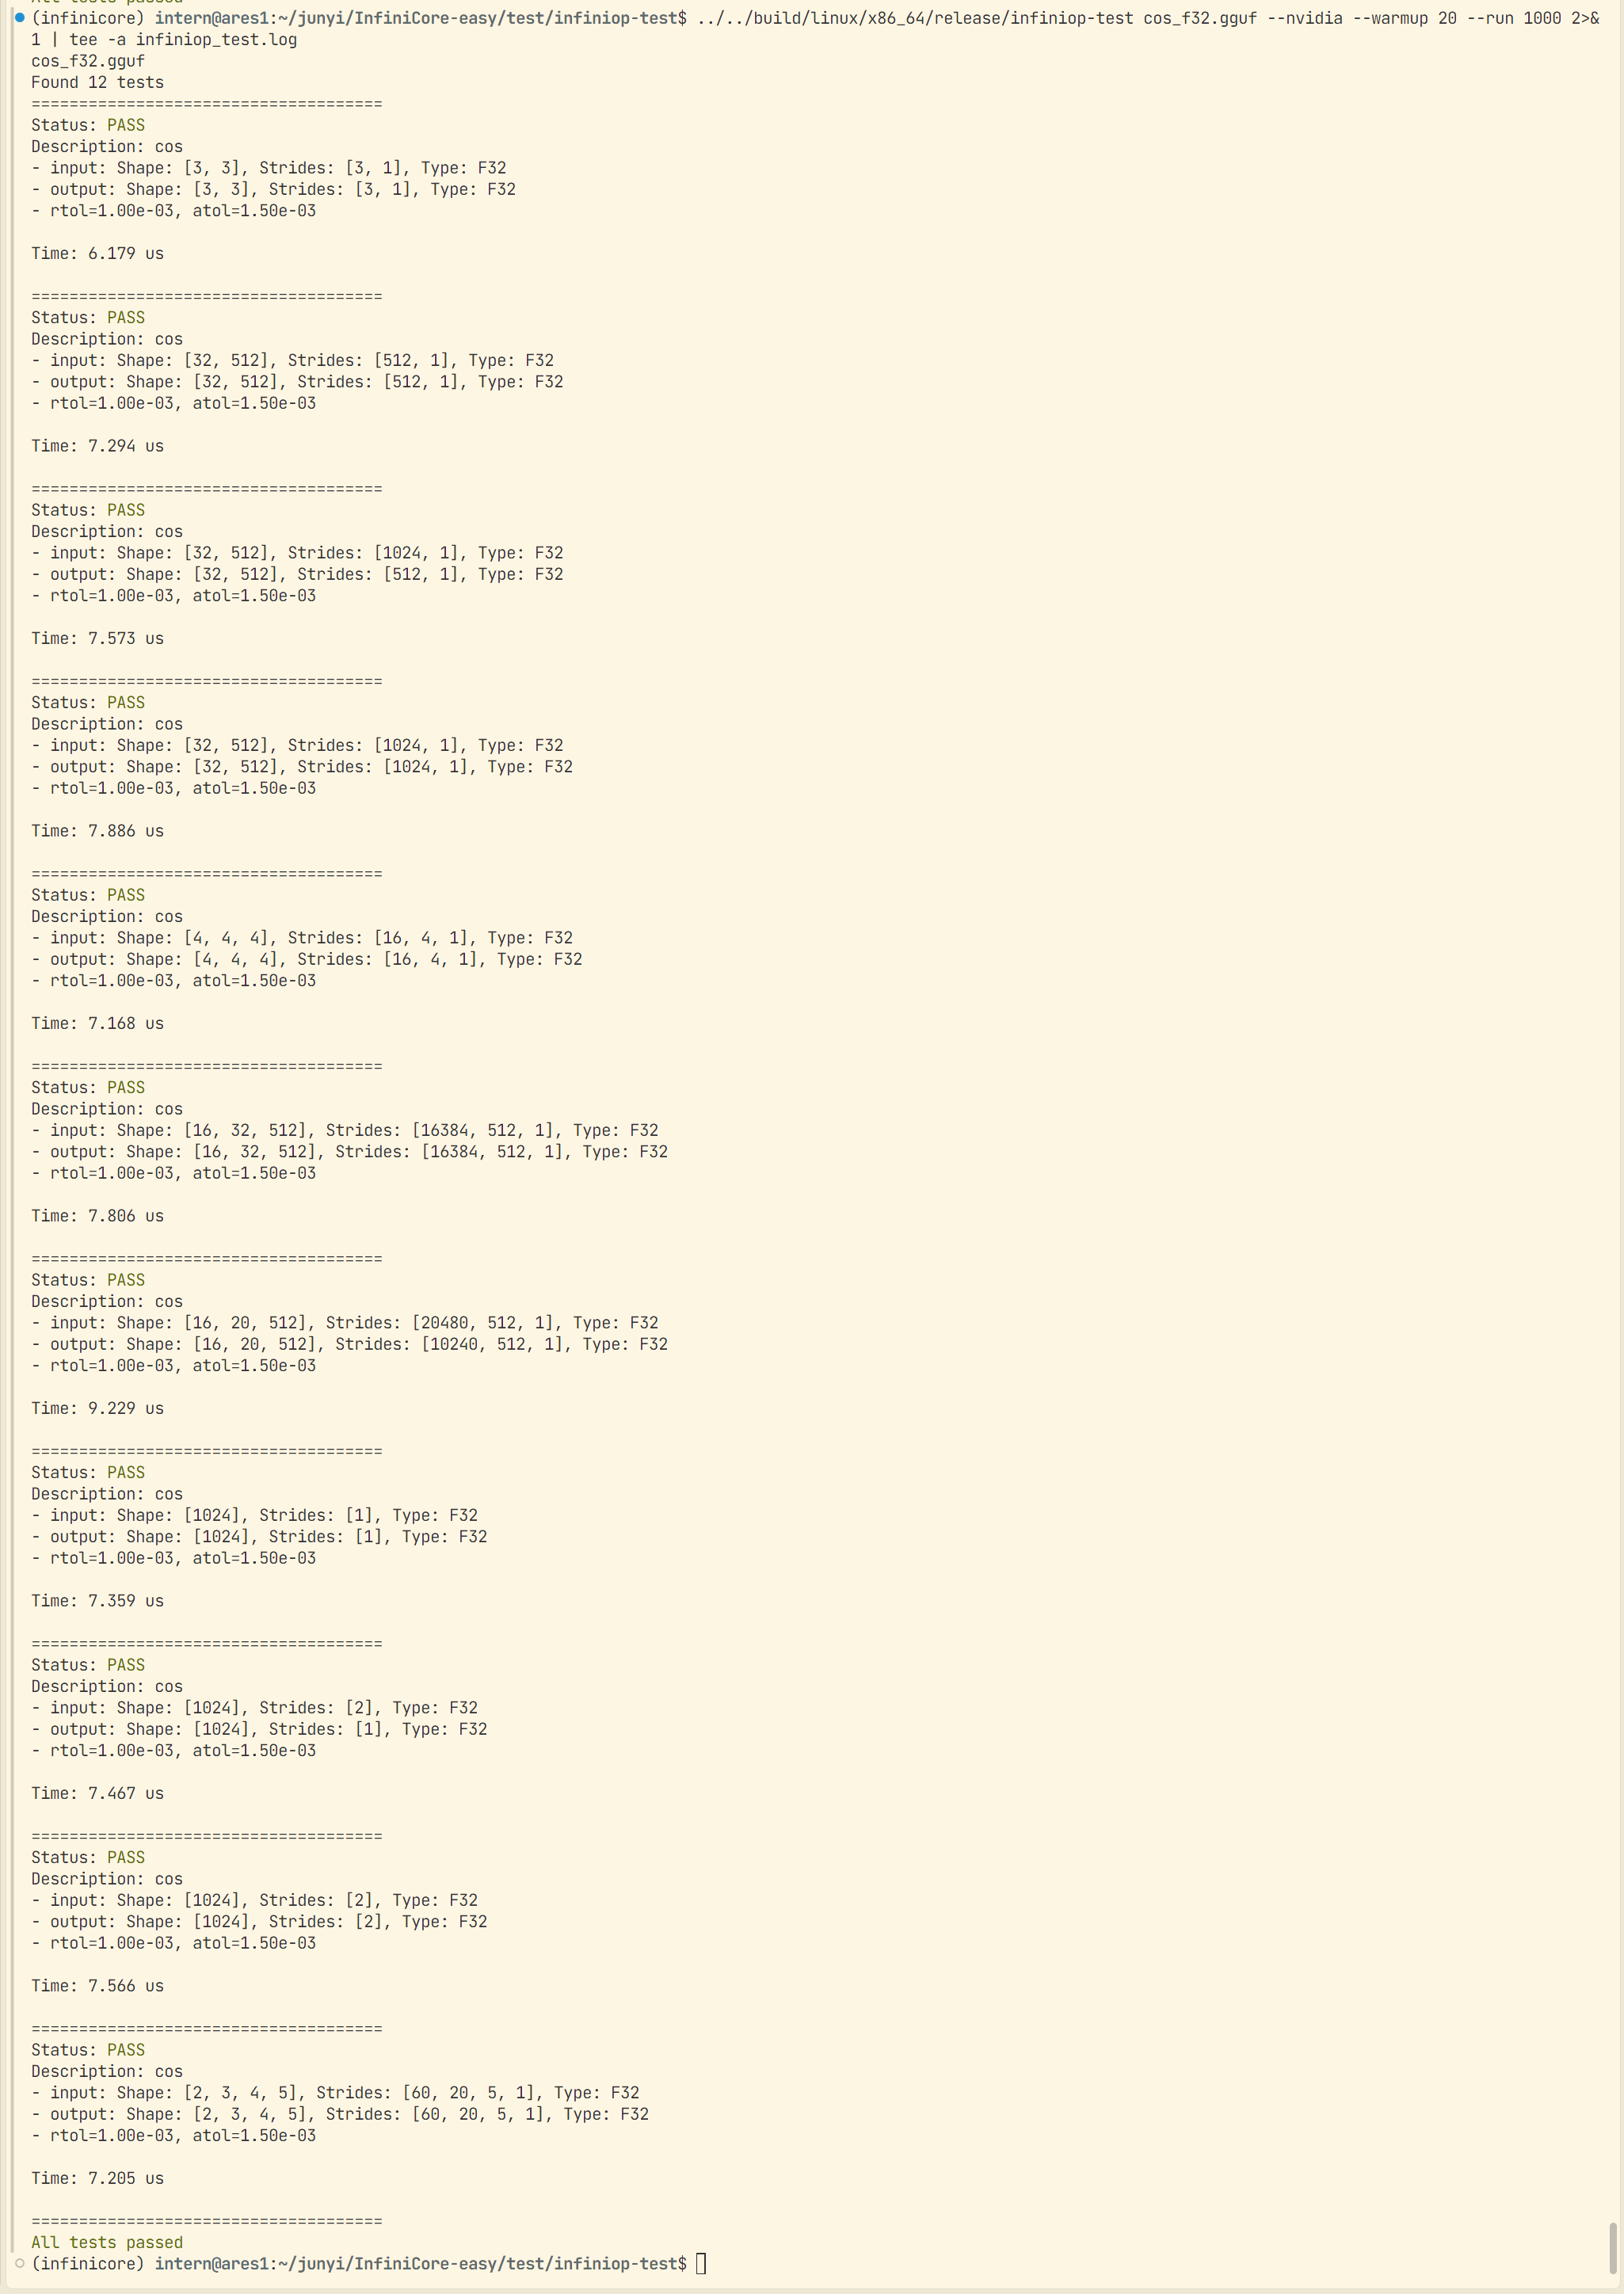 All tests passed
(infinicore) intern@ares1:~/junyi/InfiniCore-easy/test/infiniop-test$ ../../build/linux/x86_64/release/infiniop-test cos_f32.gguf --nvidia --warmup 20 --run 1000 2>&
1 | tee -a infiniop_test.log
cos_f32.gguf
Found 12 tests
=====================================
Status: PASS
Description: cos
- input: Shape: [3, 3], Strides: [3, 1], Type: F32
- output: Shape: [3, 3], Strides: [3, 1], Type: F32
- rtol=1.00e-03, atol=1.50e-03
Time: 6.179 us
=====================================
Status: PASS
Description: cos
- input: Shape: [32, 512], Strides: [512, 1], Type: F32
- output: Shape: [32, 512], Strides: [512, 1], Type: F32
- rtol=1.00e-03, atol=1.50e-03
Time: 7.294 us
=====================================
Status: PASS
Description: cos
- input: Shape: [32, 512], Strides: [1024, 1], Type: F32
- output: Shape: [32, 512], Strides: [512, 1], Type: F32
- rtol=1.00e-03, atol=1.50e-03
Time: 7.573 us
=====================================
Status: PASS
Description: cos
- input: Shape: [32, 512], Strides: [1024, 1], Type: F32
- output: Shape: [32, 512], Strides: [1024, 1], Type: F32
- rtol=1.00e-03, atol=1.50e-03
Time: 7.886 us
=====================================
Status: PASS
Description: cos
- input: Shape: [4, 4, 4], Strides: [16, 4, 1], Type: F32
- output: Shape: [4, 4, 4], Strides: [16, 4, 1], Type: F32
- rtol=1.00e-03, atol=1.50e-03
Time: 7.168 us
=====================================
Status: PASS
Description: cos
- input: Shape: [16, 32, 512], Strides: [16384, 512, 1], Type: F32
- output: Shape: [16, 32, 512], Strides: [16384, 512, 1], Type: F32
- rtol=1.00e-03, atol=1.50e-03
Time: 7.806 us
=====================================
Status: PASS
Description: cos
- input: Shape: [16, 20, 512], Strides: [20480, 512, 1], Type: F32
- output: Shape: [16, 20, 512], Strides: [10240, 512, 1], Type: F32
- rtol=1.00e-03, atol=1.50e-03
Time: 9.229 us
=====================================
Status: PASS
Description: cos
- input: Shape: [1024], Strides: [1], Type: F32
- output: Shape: [1024], Strides: [1], Type: F32
- rtol=1.00e-03, atol=1.50e-03
Time: 7.359 us
=====================================
Status: PASS
Description: cos
- input: Shape: [1024], Strides: [2], Type: F32
- output: Shape: [1024], Strides: [1], Type: F32
- rtol=1.00e-03, atol=1.50e-03
Time: 7.467 us
=====================================
Status: PASS
Description: cos
- input: Shape: [1024], Strides: [2], Type: F32
- output: Shape: [1024], Strides: [2], Type: F32
- rtol=1.00e-03, atol=1.50e-03
Time: 7.566 us
=====================================
Status: PASS
Description: cos
- input: Shape: [2, 3, 4, 5], Strides: [60, 20, 5, 1], Type: F32
- output: Shape: [2, 3, 4, 5], Strides: [60, 20, 5, 1], Type: F32
- rtol=1.00e-03, atol=1.50e-03
Time: 7.205 us
=====================================
All tests passed
(infinicore) intern@ares1:~/junyi/InfiniCore-easy/test/infiniop-test$